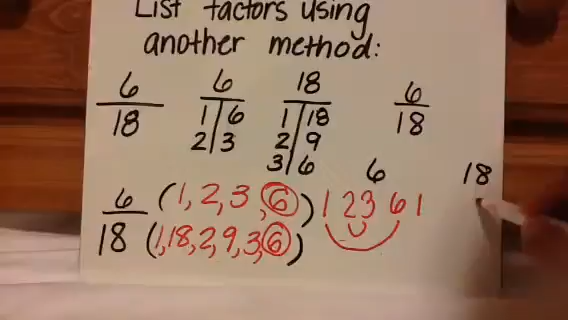 List factors using
another method:
6/18
6
1 | 6
2 | 3
18
1 | 18
2 | 9
3 | 6
6/18
6 18
6 (1, 2, 3, 6) 1 2 3 6 1
18 (1, 18, 2, 9, 3, 6)